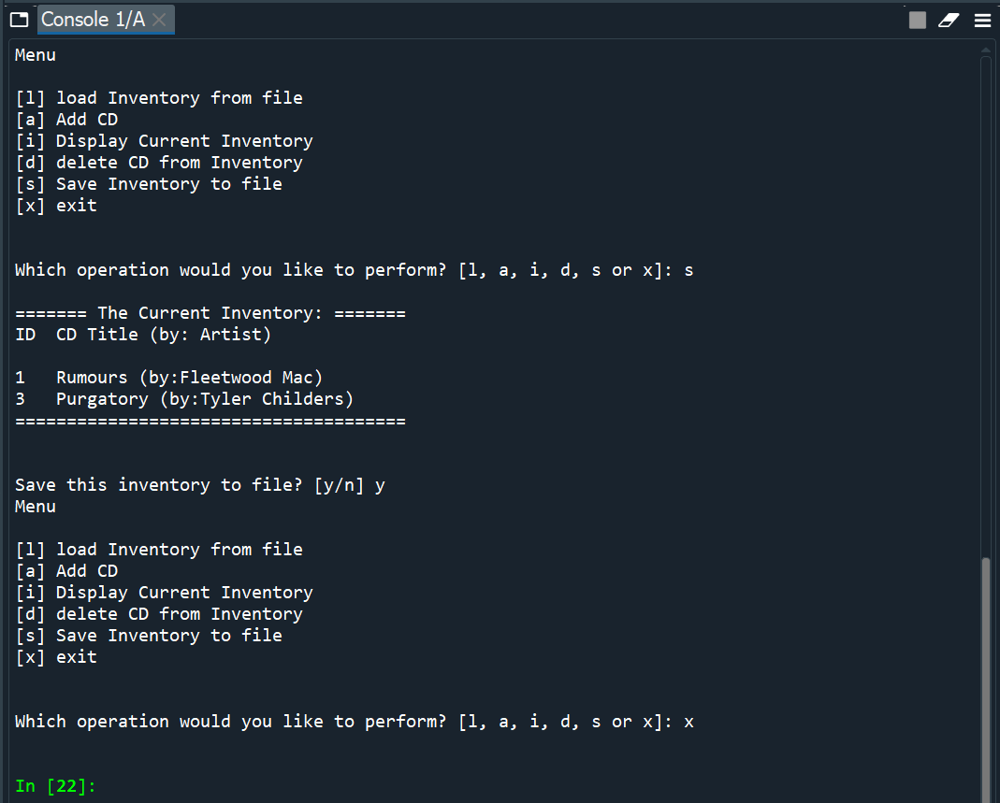 Console 1/A
Menu
[l] load Inventory from file
[a] Add CD
[i] Display Current Inventory
[d] delete CD from Inventory
[s] Save Inventory to file
[x] exit
Which operation would you like to perform? [l, a, i, d, s or x]: s
======= The Current Inventory: =======
ID  CD Title (by: Artist)
1   Rumours (by:Fleetwood Mac)
3   Purgatory (by:Tyler Childers)
======================================
Save this inventory to file? [y/n] y
Menu
[l] load Inventory from file
[a] Add CD
[i] Display Current Inventory
[d] delete CD from Inventory
[s] Save Inventory to file
[x] exit
Which operation would you like to perform? [l, a, i, d, s or x]: x
In [22]: